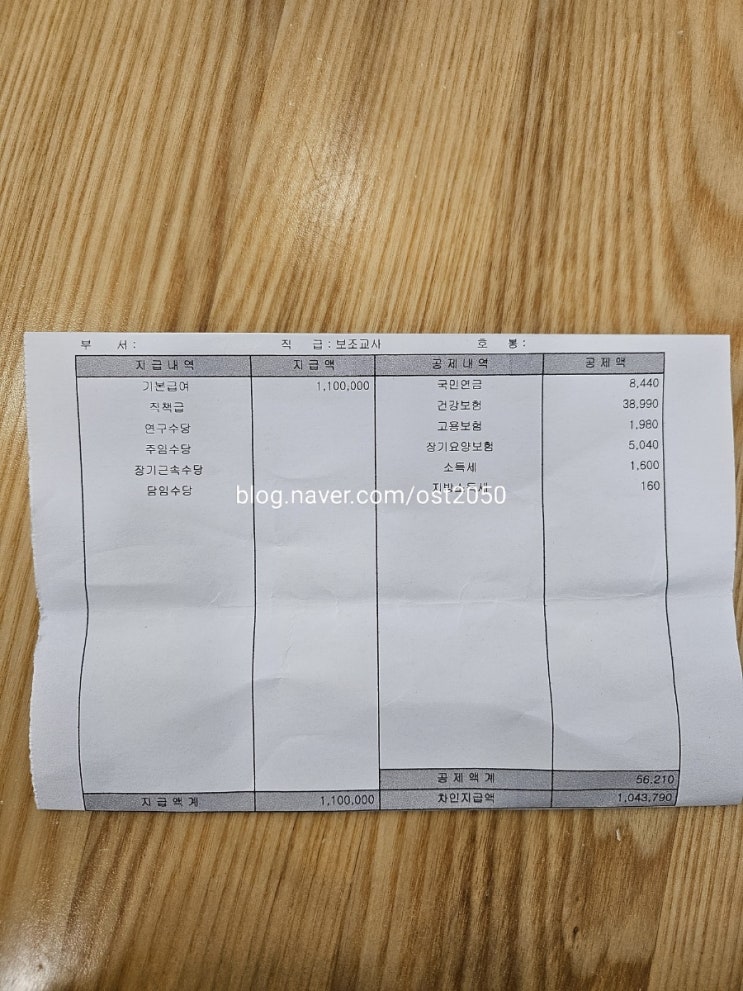 부 서 : 직 급 : 보조교사 호 봉 :
지 급 내 역 지 급 액 공 제 내 역 공 제 액
기본급여 1,100,000 국민연금 8,440
직책급 건강보험 38,990
연구수당 고용보험 1,980
주임수당 장기요양보험 5,040
장기근속수당 소득세 1,600
담임수당 지방소득세 160
blog.naver.com/ost2050
공 제 액 계 56,210
지 급 액 계 1,100,000 차인지급액 1,043,790